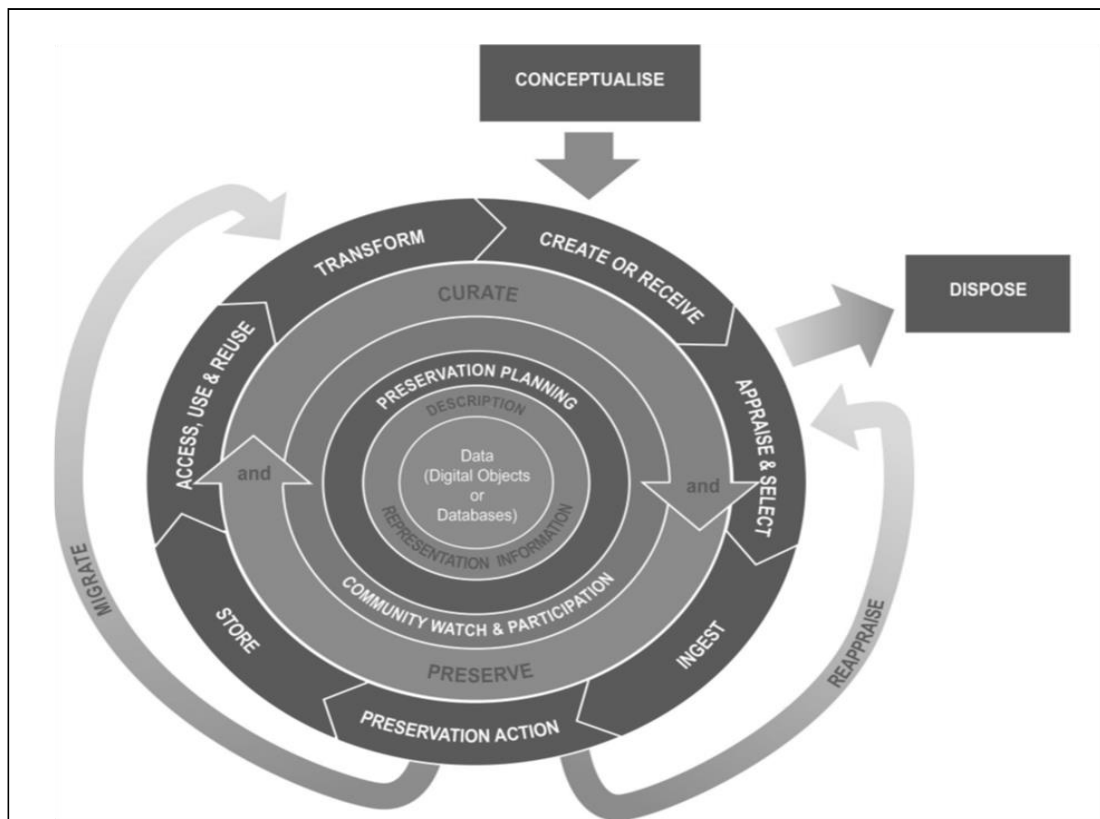 CONCEPTUALISE
TRANSFORM
CREATE OR RECEIVE
DISPOSE
CURATE
ACCESS, USE & REUSE
PRESERVATION PLANNING
APPRAISE & SELECT
DESCRIPTION
and
Data
(Digital Objects
or
Databases)
and
REPRESENTATION INFORMATION
MIGRATE
STORE
COMMUNITY WATCH & PARTICIPATION
INGEST
REAPPRAISE
PRESERVE
PRESERVATION ACTION